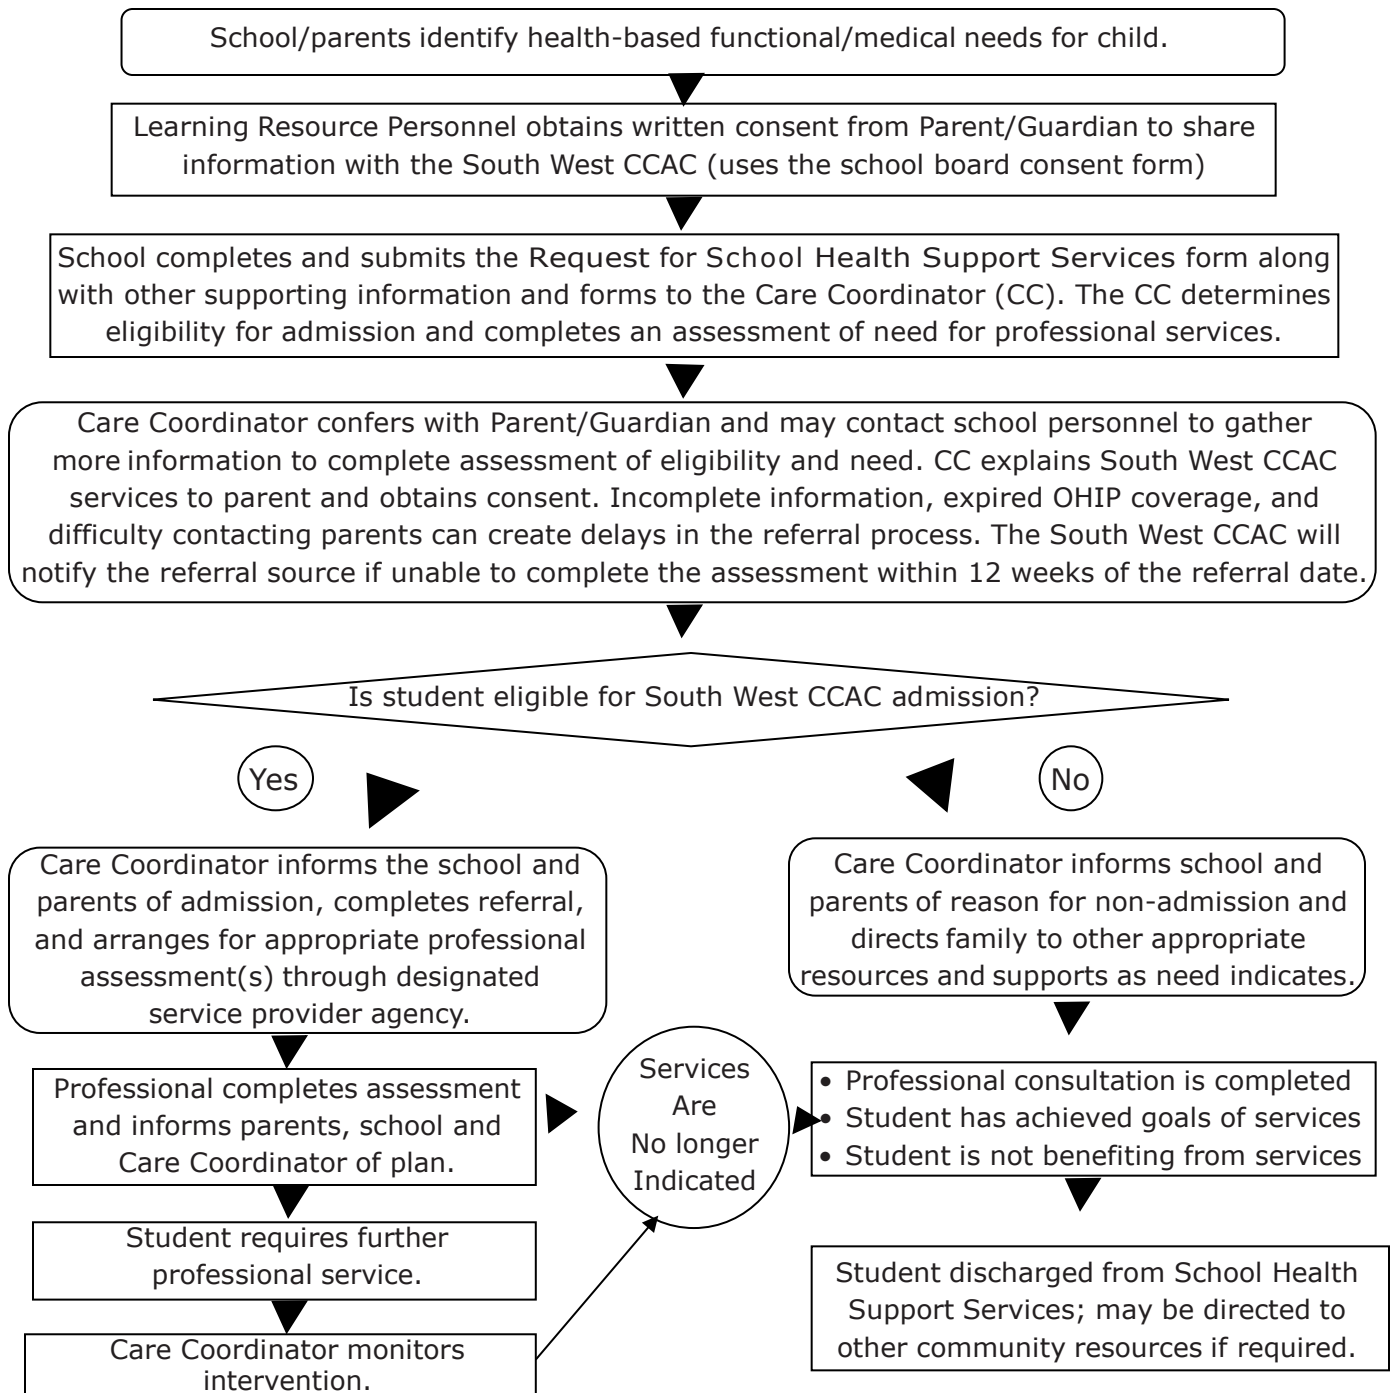 School/parents identify health-based functional/medical needs for child.
Learning Resource Personnel obtains written consent from Parent/Guardian to share
information with the South West CCAC (uses the school board consent form)
School completes and submits the Request for School Health Support Services form along
with other supporting information and forms to the Care Coordinator (CC). The CC determines
eligibility for admission and completes an assessment of need for professional services.
Care Coordinator confers with Parent/Guardian and may contact school personnel to gather
more information to complete assessment of eligibility and need. CC explains South West CCAC
services to parent and obtains consent. Incomplete information, expired OHIP coverage, and
difficulty contacting parents can create delays in the referral process. The South West CCAC will
notify the referral source if unable to complete the assessment within 12 weeks of the referral date.
Is student eligible for South West CCAC admission?
Yes
No
Care Coordinator informs the school and
parents of admission, completes referral,
and arranges for appropriate professional
assessment(s) through designated
service provider agency.
Care Coordinator informs school and
parents of reason for non-admission and
directs family to other appropriate
resources and supports as need indicates.
Professional completes assessment
and informs parents, school and
Care Coordinator of plan.
Services
Are
No longer
Indicated
• Professional consultation is completed
• Student has achieved goals of services
• Student is not benefiting from services
Student requires further
professional service.
Care Coordinator monitors
intervention.
Student discharged from School Health
Support Services; may be directed to
other community resources if required.